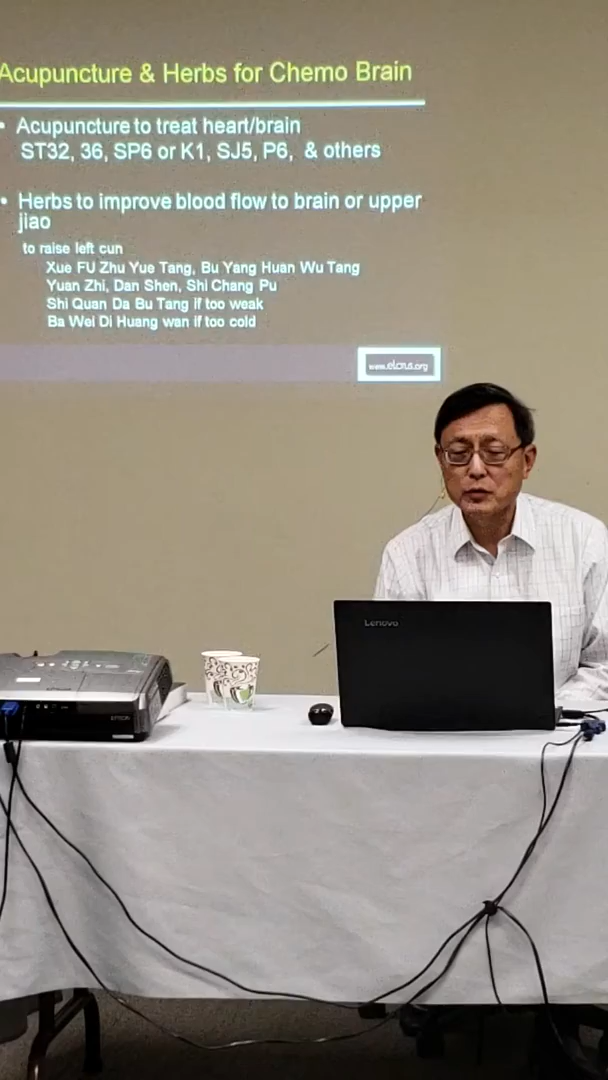 Acupuncture & Herbs for Chemo Brain
• Acupuncture to treat heart/brain
ST32, 36, SP6 or K1, SJ5, P6, & others
• Herbs to improve blood flow to brain or upper
jiao
to raise left cun
Xue FU Zhu Yue Tang, Bu Yang Huan Wu Tang
Yuan Zhi, Dan Shen, Shi Chang Pu
Shi Quan Da Bu Tang if too weak
Ba Wei Di Huang wan if too cold
Lenovo
EPSON